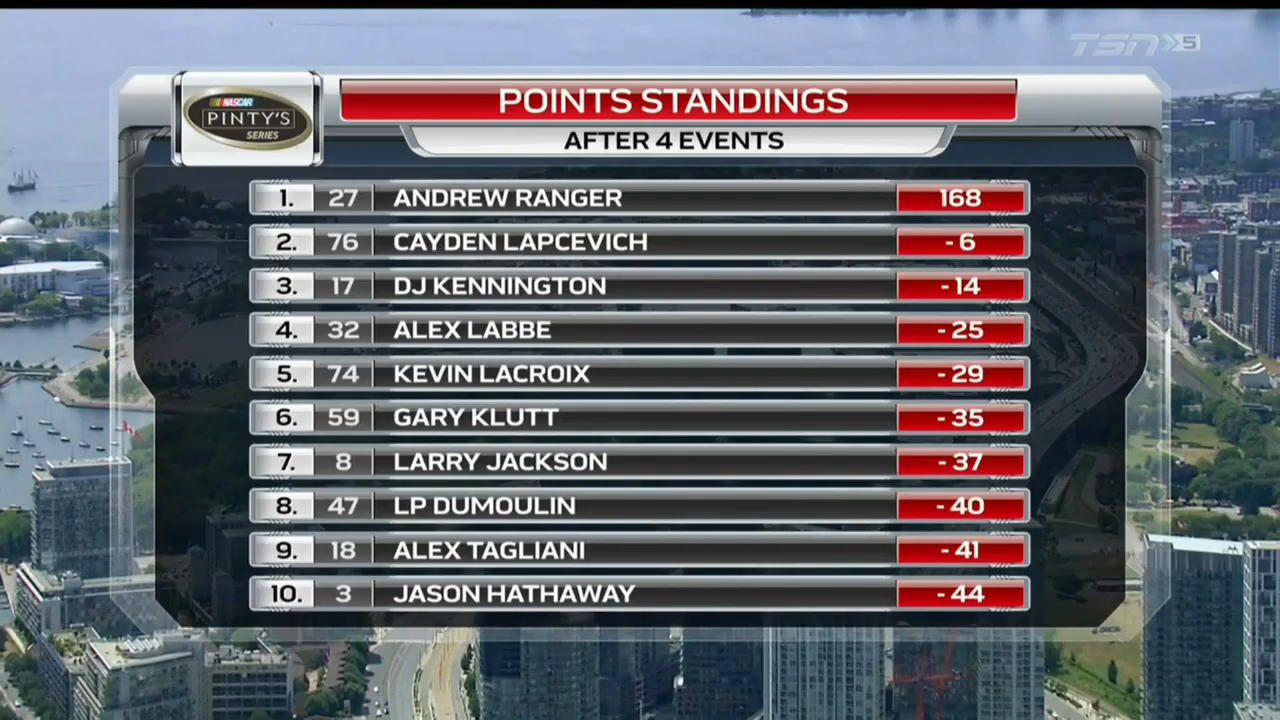 TSN 5
NASCAR
PINTY'S
SERIES
POINTS STANDINGS
AFTER 4 EVENTS
1. 27 ANDREW RANGER 168
2. 76 CAYDEN LAPCEVICH - 6
3. 17 DJ KENNINGTON - 14
4. 32 ALEX LABBE - 25
5. 74 KEVIN LACROIX - 29
6. 59 GARY KLUTT - 35
7. 8 LARRY JACKSON - 37
8. 47 LP DUMOULIN - 40
9. 18 ALEX TAGLIANI - 41
10. 3 JASON HATHAWAY - 44